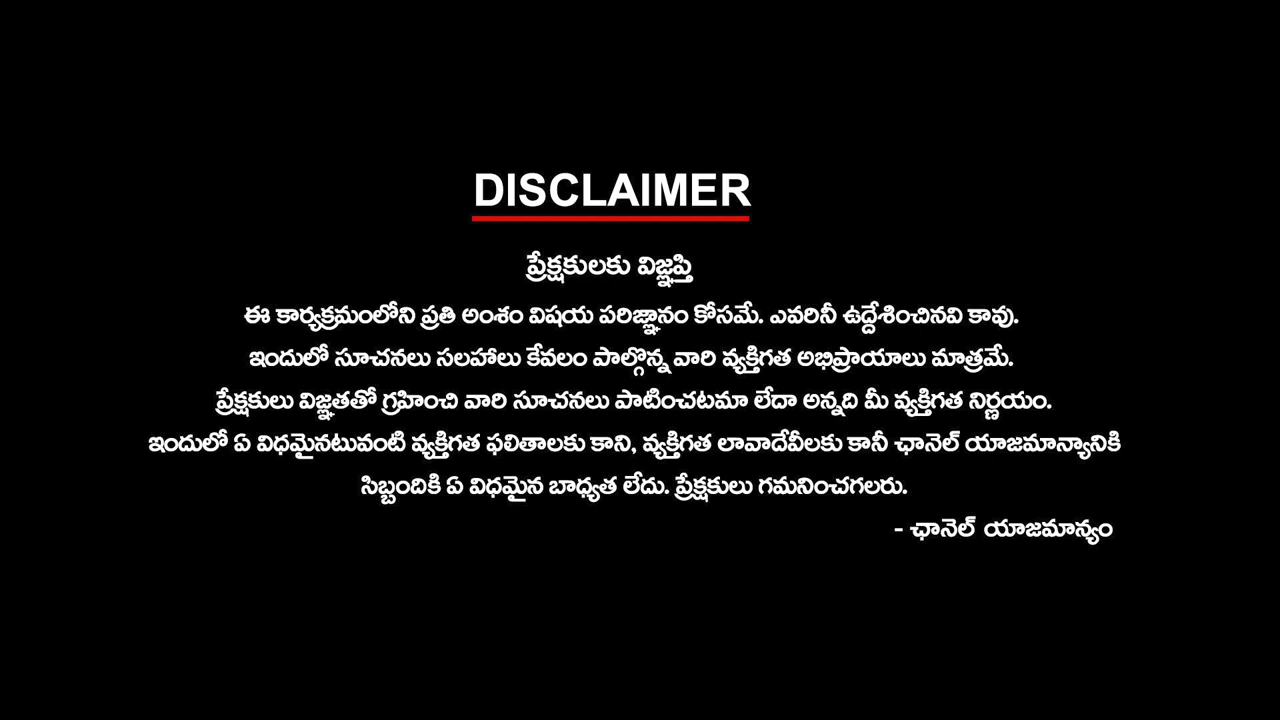 DISCLAIMER
ప్రేక్షకులకు విజ్ఞప్తి
ఈ కార్యక్రమంలోని ప్రతి అంశం విషయ పరిజ్ఞానం కోసమే. ఎవరినీ ఉద్దేశించినవి కావు.
ఇందులో సూచనలు సలహాలు కేవలం పాల్గొన్న వారి వ్యక్తిగత అభిప్రాయాలు మాత్రమే.
ప్రేక్షకులు విజ్ఞతతో గ్రహించి వారి సూచనలు పాటించటమా లేదా అన్నది మీ వ్యక్తిగత నిర్ణయం.
ఇందులో ఏ విధమైనటువంటి వ్యక్తిగత ఫలితాలకు కాని, వ్యక్తిగత లావాదేవీలకు కానీ ఛానెల్ యాజమాన్యానికి
సిబ్బందికి ఏ విధమైన బాధ్యత లేదు. ప్రేక్షకులు గమనించగలరు.
- ఛానెల్ యాజమాన్యం